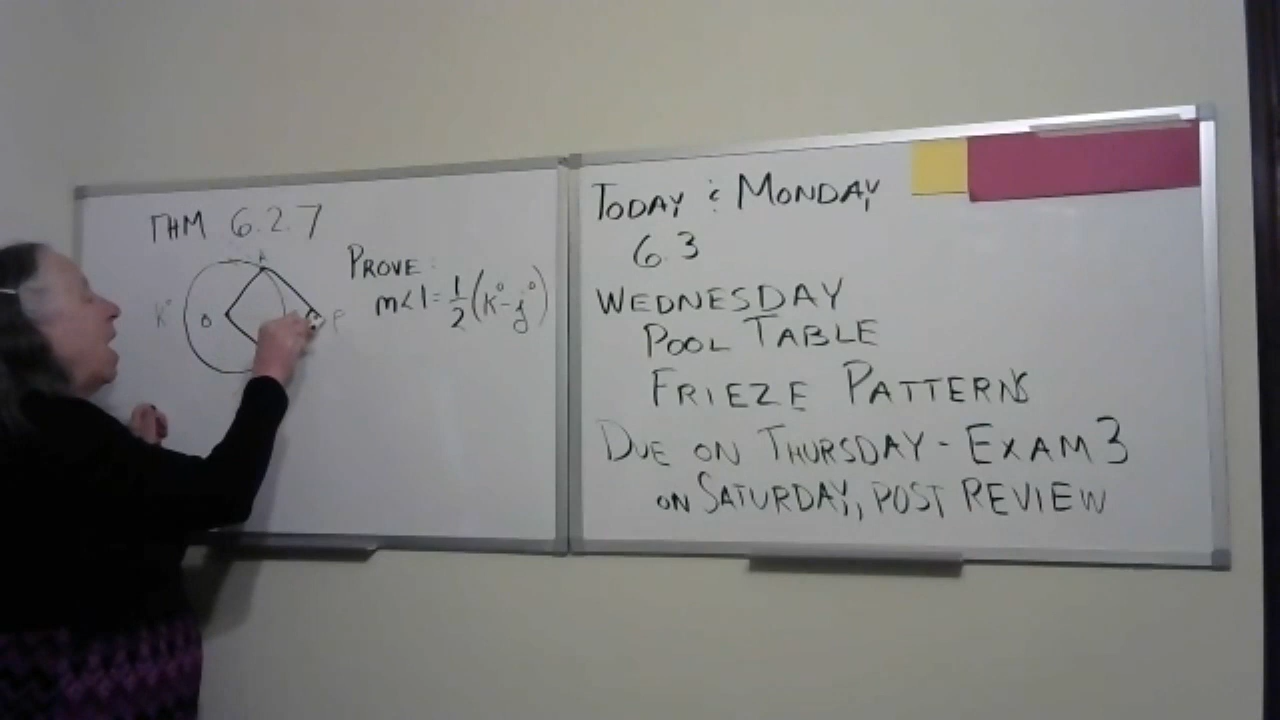 THM 6.2.7
A
PROVE:
K°
O
P
m<1 = 1/2 (K° - j°)
TODAY & MONDAY
6.3
WEDNESDAY
POOL TABLE
FRIEZE PATTERNS
DUE ON THURSDAY - EXAM 3
ON SATURDAY, POST REVIEW